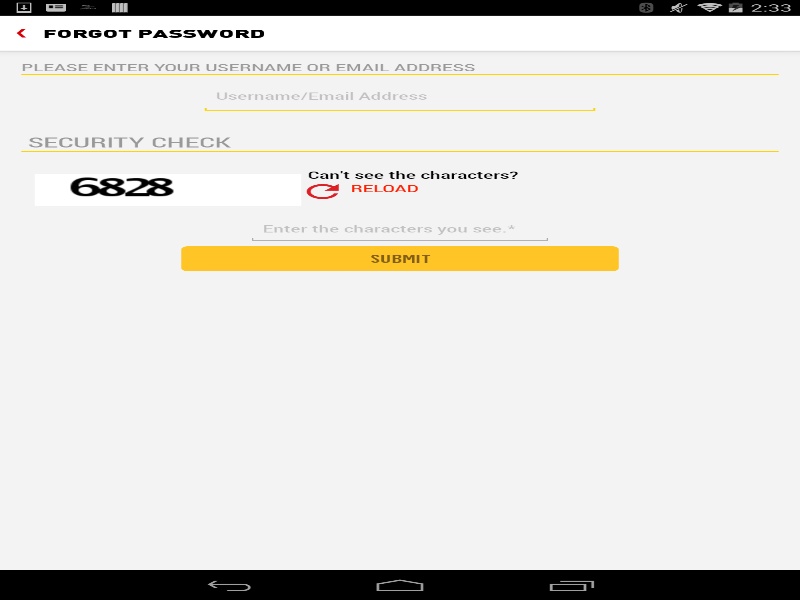 2:33
FORGOT PASSWORD
PLEASE ENTER YOUR USERNAME OR EMAIL ADDRESS
Username/Email Address
SECURITY CHECK
6828
Can't see the characters?
RELOAD
Enter the characters you see.*
SUBMIT